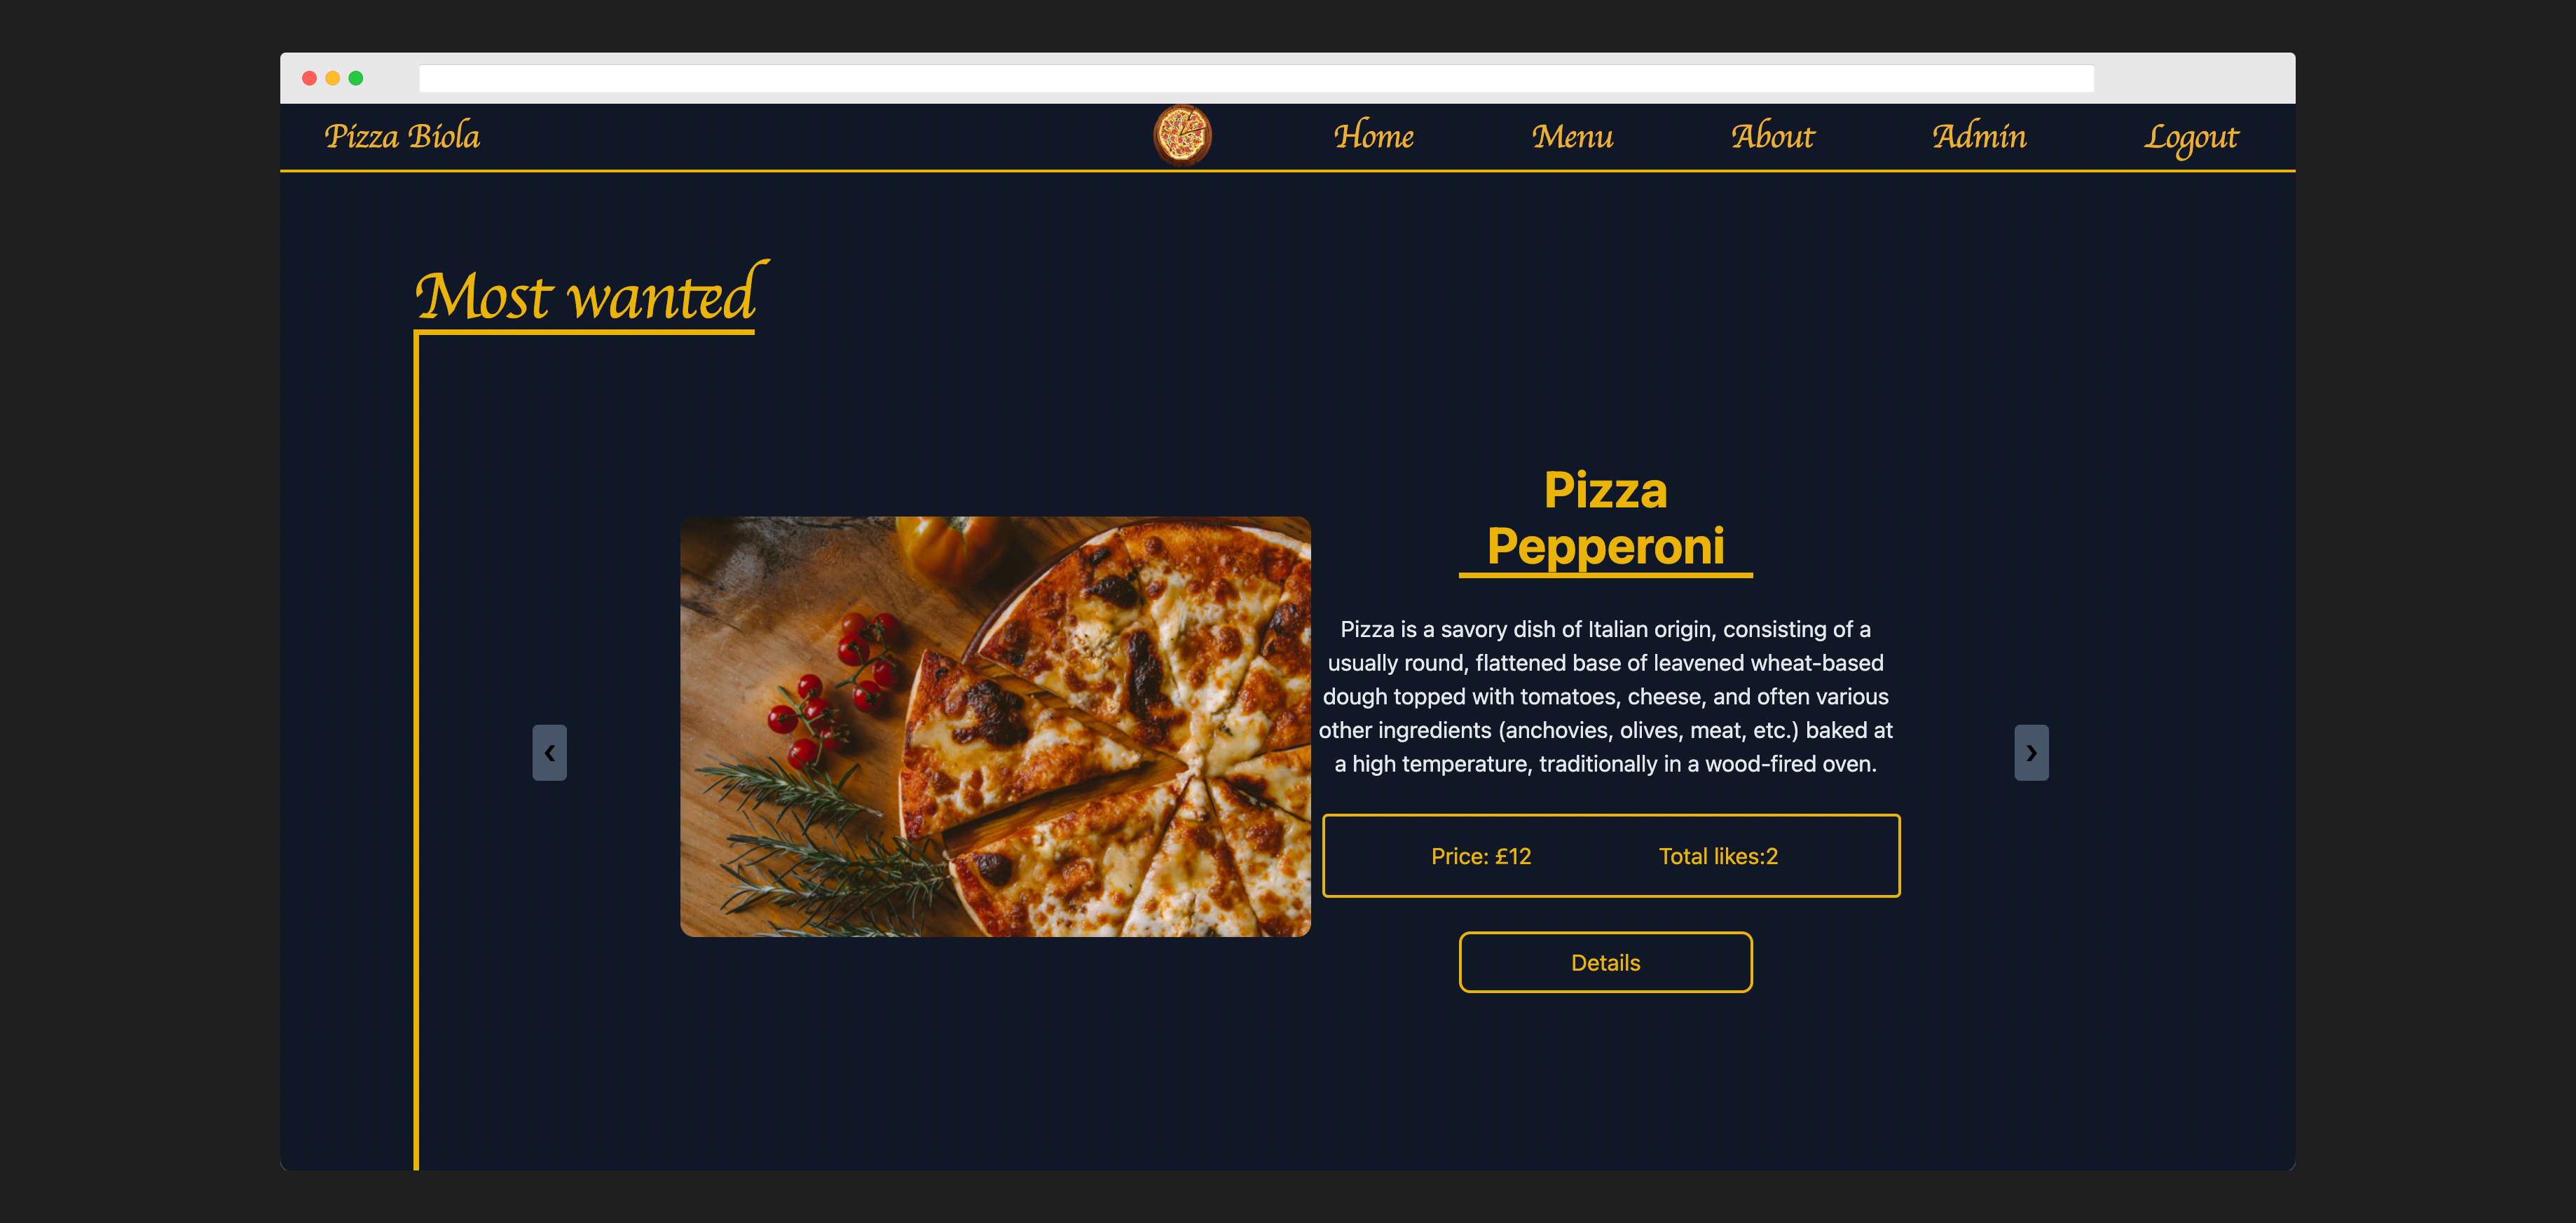 Pizza Biola
Home
Menu
About
Admin
Logout
Most wanted
Pizza
Pepperoni
Pizza is a savory dish of Italian origin, consisting of a
usually round, flattened base of leavened wheat-based
dough topped with tomatoes, cheese, and often various
other ingredients (anchovies, olives, meat, etc.) baked at
a high temperature, traditionally in a wood-fired oven.
‹
›
Price: £12
Total likes:2
Details